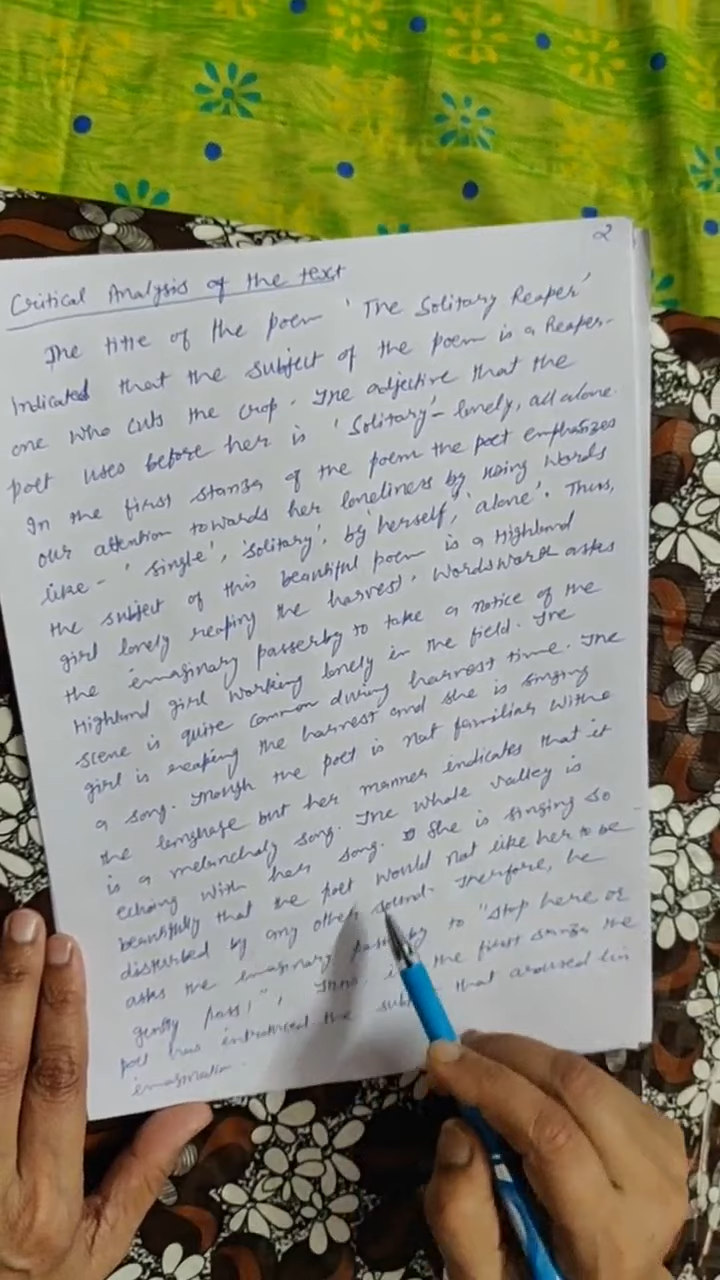 2
Critical Analysis of the text
The title of the poem 'The Solitary Reaper'
Indicated that the subject of the poem is a Reaper-
one who cuts the crop. The adjective that the
poet uses before her is 'Solitary' - lonely, all alone.
In the first stanza of the poem the poet emphasizes
our attention towards her loneliness by using words
like - 'single', 'solitary', by 'herself', 'alone'. Thus,
the subject of this beautiful poem is a Highland
girl lonely reaping the harvest. Wordsworth asks
the imaginary passerby to take a notice of the
Highland girl working lonely in the field. The
scene is quite common during harvest time. The
girl is reaping the harvest and she is singing
a song. Though the poet is not familiar withe
the language but her manner indicates that it
is a melancholy song. The whole valley is
echoing with her song. She is singing so
beautifully that the poet would not like her to be
disturbed by any other sound. Therefore, he
asks the imaginary by to "stop here or
gently pass!", the first stanza the
poet has introduced the that aroused
imagination.